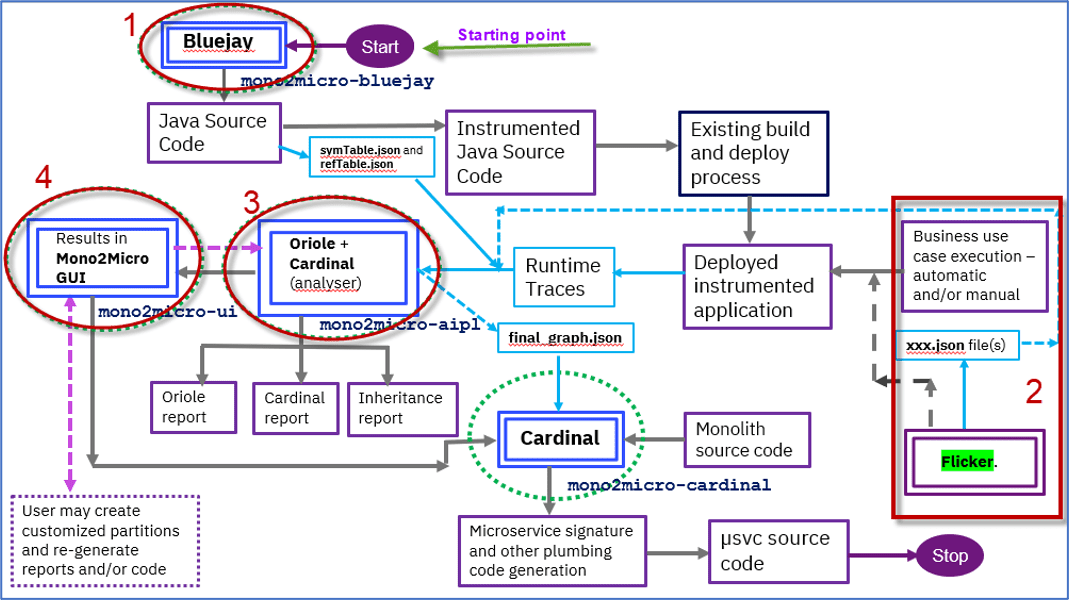 1
Bluejay
Start
Starting point
mono2micro-bluejay
Java Source
Code
symTable.json and
refTable.json
Instrumented
Java Source
Code
Existing build
and deploy
process
4
3
Results in
Mono2Micro
GUI
mono2micro-ui
Oriole +
Cardinal
(analyser)
mono2micro-aipl
Runtime
Traces
Deployed
instrumented
application
Business use
case execution –
automatic
and/or manual
xxx.json file(s)
2
Flicker.
final_graph.json
Oriole
report
Cardinal
report
Inheritance
report
Cardinal
mono2micro-cardinal
Monolith
source code
User may create
customized partitions
and re-generate
reports and/or code
Microservice signature
and other plumbing
code generation
µsvc source
code
Stop